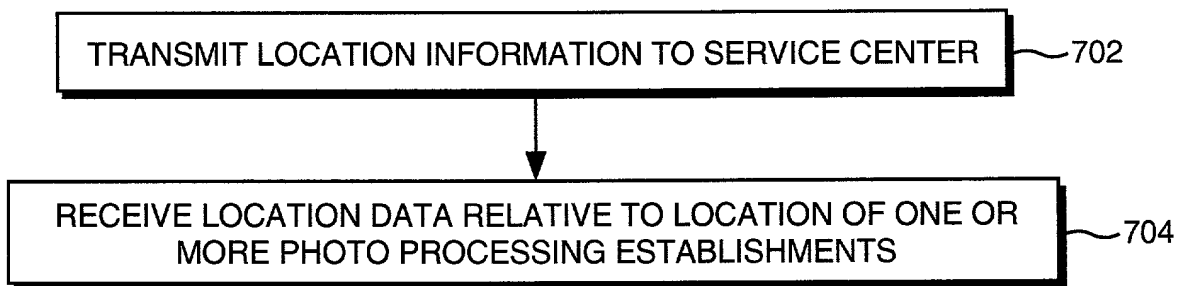 TRANSMIT LOCATION INFORMATION TO SERVICE CENTER
702
RECEIVE LOCATION DATA RELATIVE TO LOCATION OF ONE OR
MORE PHOTO PROCESSING ESTABLISHMENTS
704